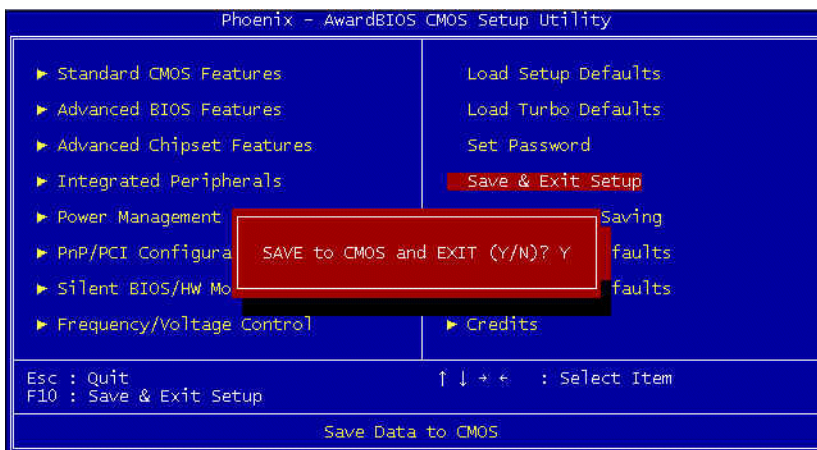 Phoenix - AwardBIOS CMOS Setup Utility
► Standard CMOS Features
► Advanced BIOS Features
► Advanced Chipset Features
► Integrated Peripherals
► Power Management
► PnP/PCI Configura
► Silent BIOS/HW Mo
► Frequency/Voltage Control
Load Setup Defaults
Load Turbo Defaults
Set Password
Save & Exit Setup
Saving
faults
faults
► Credits
SAVE to CMOS and EXIT (Y/N)? Y
Esc : Quit
F10 : Save & Exit Setup
↑ ↓ → ← : Select Item
Save Data to CMOS